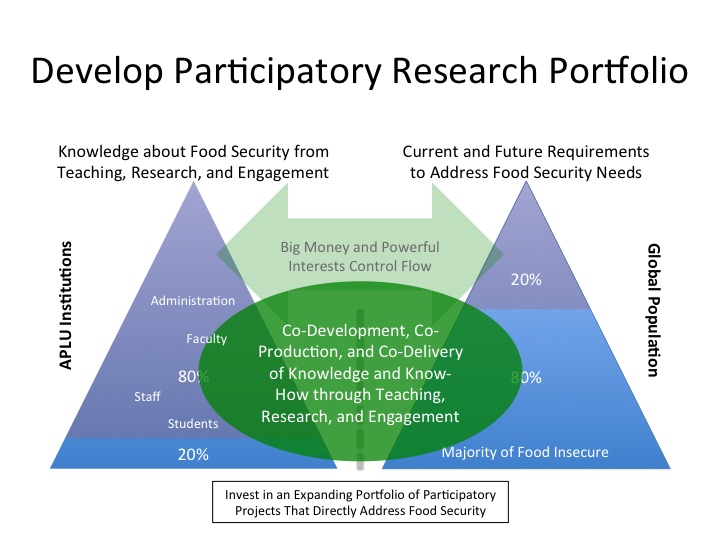 Develop Participatory Research Portfolio
Knowledge about Food Security from
Teaching, Research, and Engagement
Current and Future Requirements
to Address Food Security Needs
APLU Institutions
Big Money and Powerful
Interests Control Flow
Global Population
20%
Administration
Faculty
80%
Staff
Students
20%
Co-Development, Co-
Production, and Co-Delivery
of Knowledge and Know-
How through Teaching,
Research, and Engagement
80%
Majority of Food Insecure
Invest in an Expanding Portfolio of Participatory
Projects That Directly Address Food Security